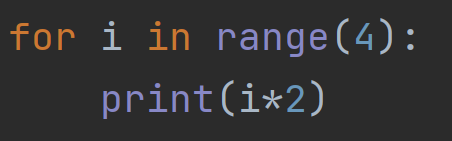 for i in range(4):
    print(i*2)